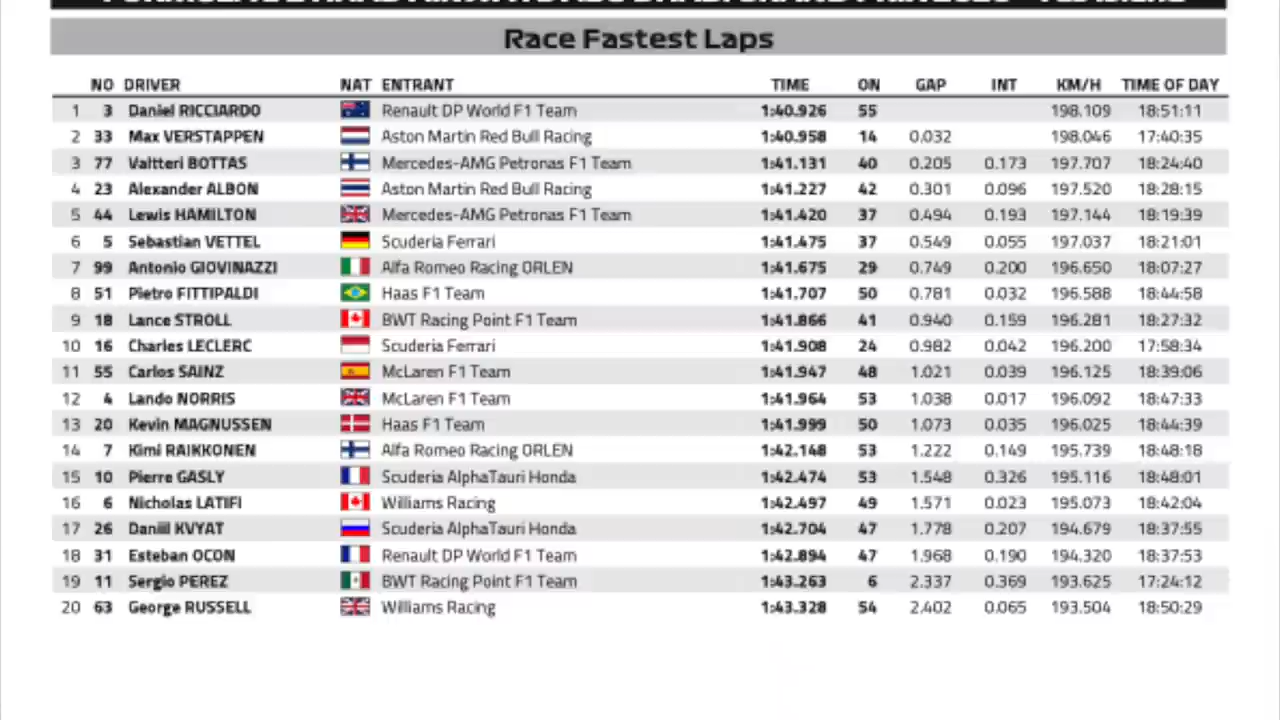 Race Fastest Laps
NO DRIVER NAT ENTRANT TIME ON GAP INT KM/H TIME OF DAY
1 3 Daniel RICCIARDO Renault DP World F1 Team 1:40.926 55 198.109 18:51:11
2 33 Max VERSTAPPEN Aston Martin Red Bull Racing 1:40.958 14 0.032 198.046 17:40:35
3 77 Valtteri BOTTAS Mercedes-AMG Petronas F1 Team 1:41.131 40 0.205 0.173 197.707 18:24:40
4 23 Alexander ALBON Aston Martin Red Bull Racing 1:41.227 42 0.301 0.096 197.520 18:28:15
5 44 Lewis HAMILTON Mercedes-AMG Petronas F1 Team 1:41.420 37 0.494 0.193 197.144 18:19:39
6 5 Sebastian VETTEL Scuderia Ferrari 1:41.475 37 0.549 0.055 197.037 18:21:01
7 99 Antonio GIOVINAZZI Alfa Romeo Racing ORLEN 1:41.675 29 0.749 0.200 196.650 18:07:27
8 51 Pietro FITTIPALDI Haas F1 Team 1:41.707 50 0.781 0.032 196.588 18:44:58
9 18 Lance STROLL BWT Racing Point F1 Team 1:41.866 41 0.940 0.159 196.281 18:27:32
10 16 Charles LECLERC Scuderia Ferrari 1:41.908 24 0.982 0.042 196.200 17:58:34
11 55 Carlos SAINZ McLaren F1 Team 1:41.947 48 1.021 0.039 196.125 18:39:06
12 4 Lando NORRIS McLaren F1 Team 1:41.964 53 1.038 0.017 196.092 18:47:33
13 20 Kevin MAGNUSSEN Haas F1 Team 1:41.999 50 1.073 0.035 196.025 18:44:39
14 7 Kimi RAIKKONEN Alfa Romeo Racing ORLEN 1:42.148 53 1.222 0.149 195.739 18:48:18
15 10 Pierre GASLY Scuderia AlphaTauri Honda 1:42.474 53 1.548 0.326 195.116 18:48:01
16 6 Nicholas LATIFI Williams Racing 1:42.497 49 1.571 0.023 195.073 18:42:04
17 26 Daniil KVYAT Scuderia AlphaTauri Honda 1:42.704 47 1.778 0.207 194.679 18:37:55
18 31 Esteban OCON Renault DP World F1 Team 1:42.894 47 1.968 0.190 194.320 18:37:53
19 11 Sergio PEREZ BWT Racing Point F1 Team 1:43.263 6 2.337 0.369 193.625 17:24:12
20 63 George RUSSELL Williams Racing 1:43.328 54 2.402 0.065 193.504 18:50:29